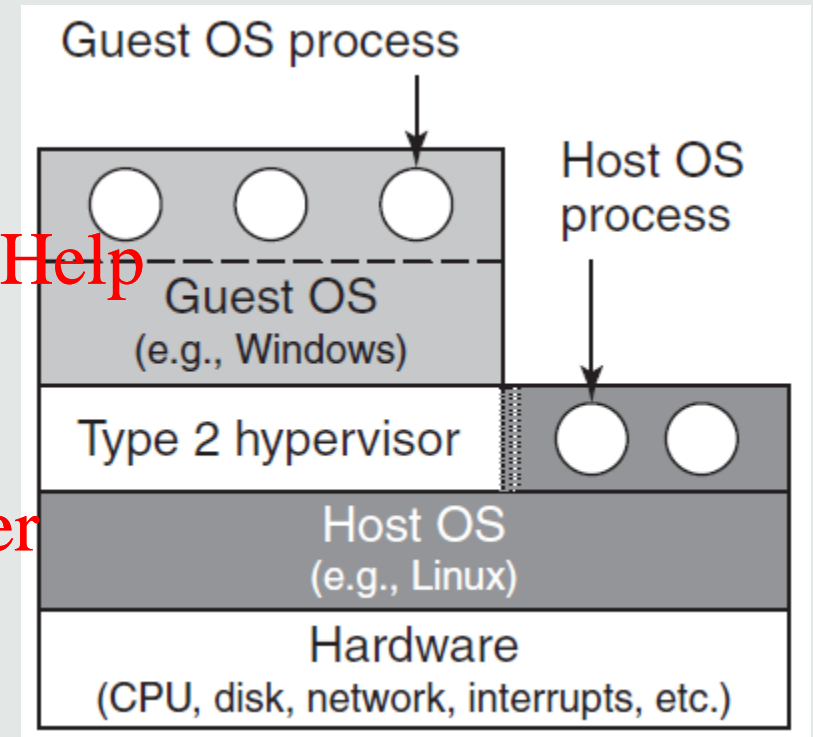 Guest OS process
Host OS
process
Help
Guest OS
(e.g., Windows)
Type 2 hypervisor
er
Host OS
(e.g., Linux)
Hardware
(CPU, disk, network, interrupts, etc.)